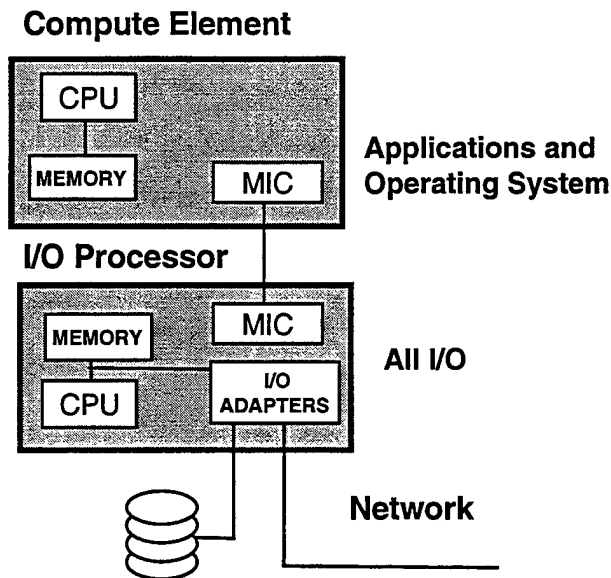 Compute Element
CPU
MEMORY
MIC
Applications and
Operating System
I/O Processor
MEMORY
MIC
CPU
I/O
ADAPTERS
All I/O
Network